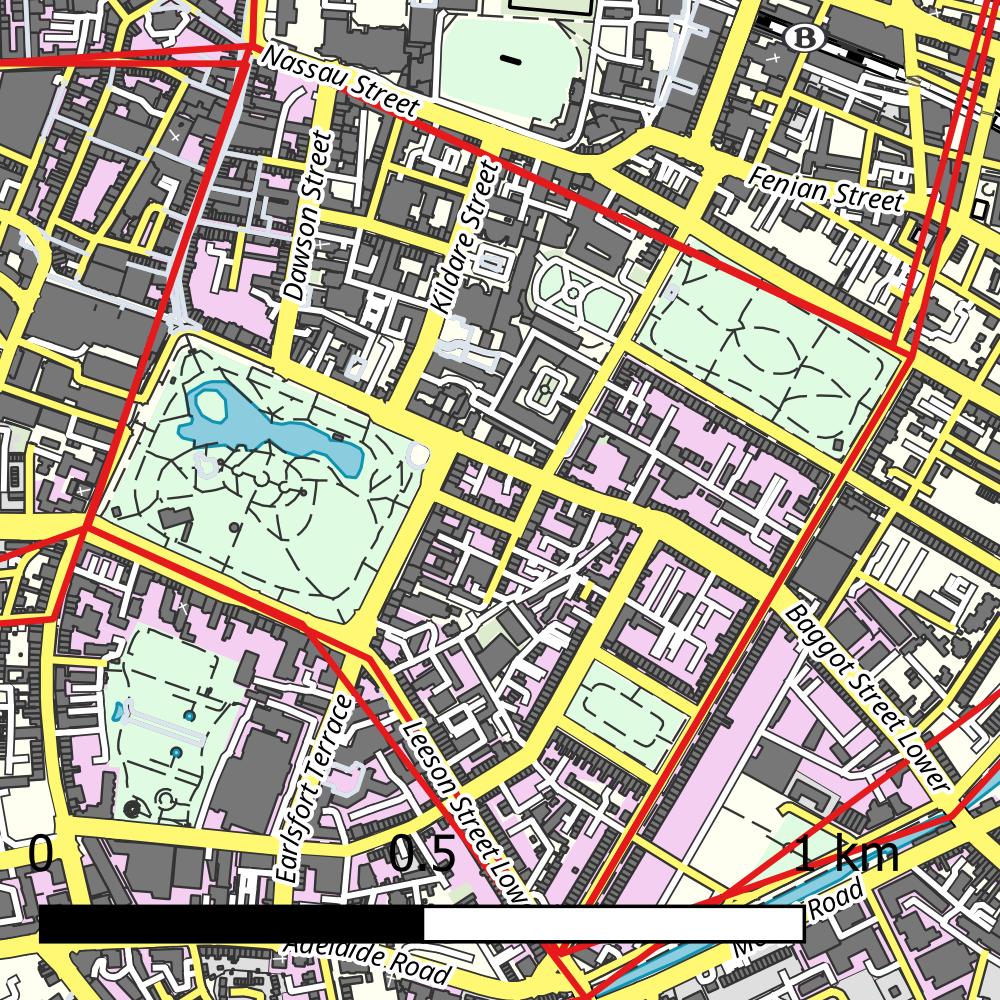 B
Nassau Street
Fenian Street
Dawson Street
Kildare Street
Baggot Street Lower
Leeson Street Low
Earlsfort Terrace
0 0.5 1 km
Road
Adelaide Road